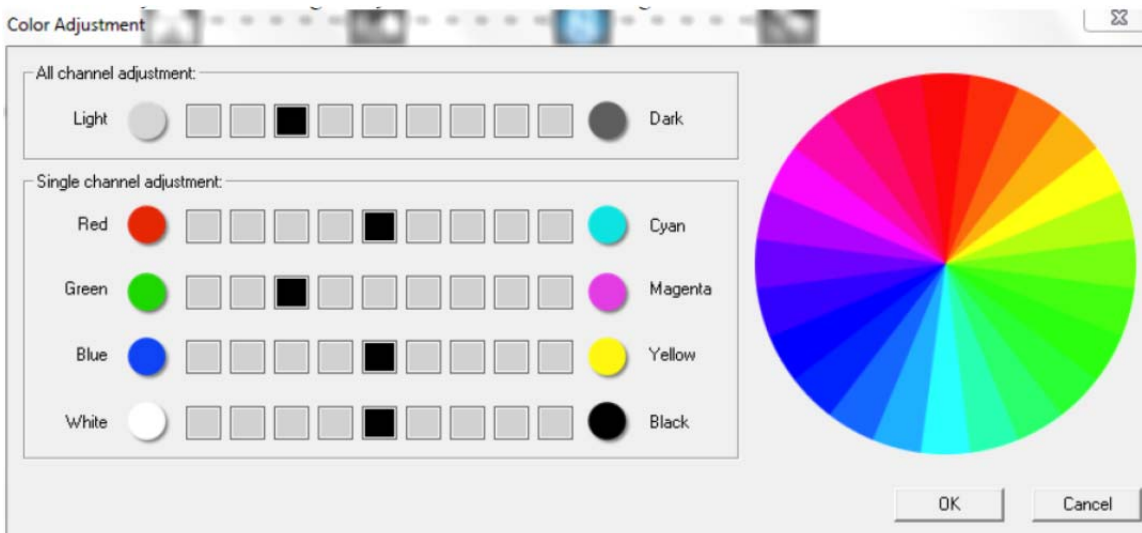 Color Adjustment
All channel adjustment:
Light Dark
Single channel adjustment:
Red Cyan
Green Magenta
Blue Yellow
White Black
OK Cancel